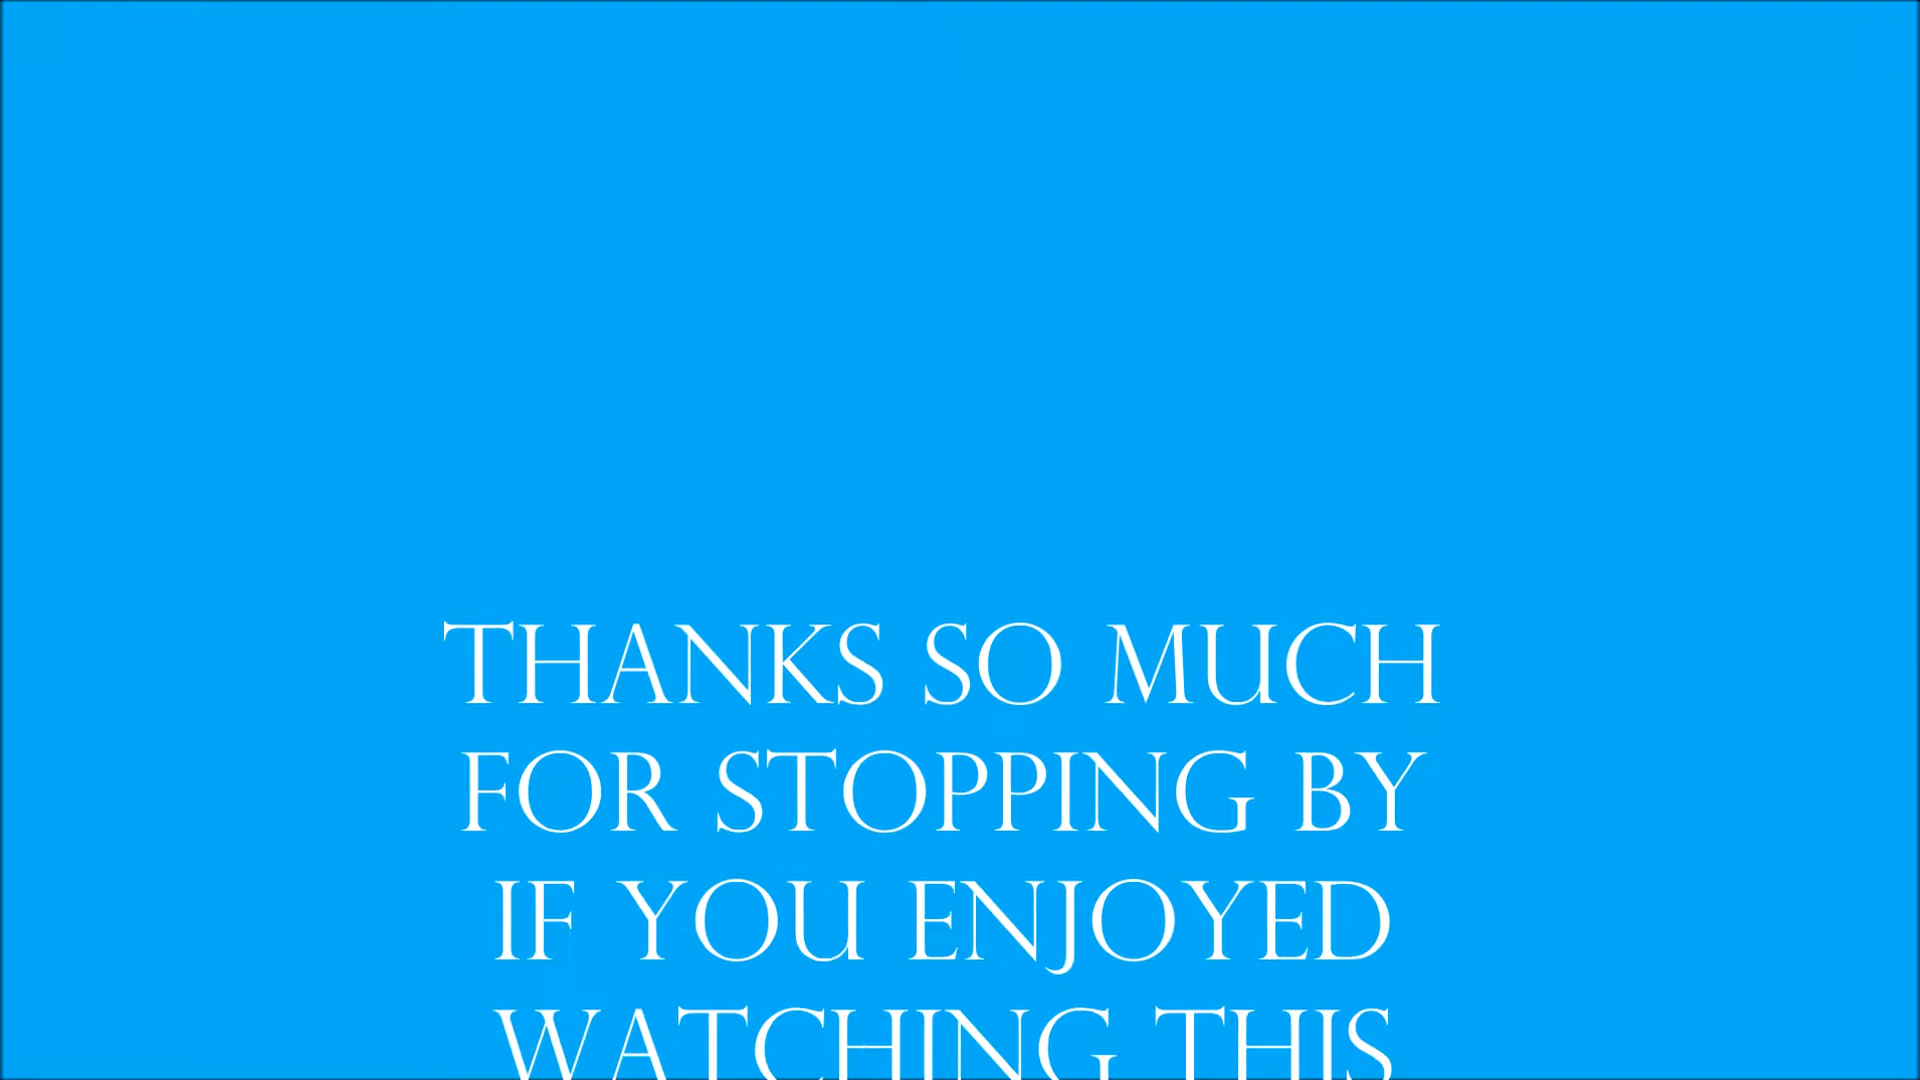 THANKS SO MUCH
FOR STOPPING BY
IF YOU ENJOYED
WATCHING THIS